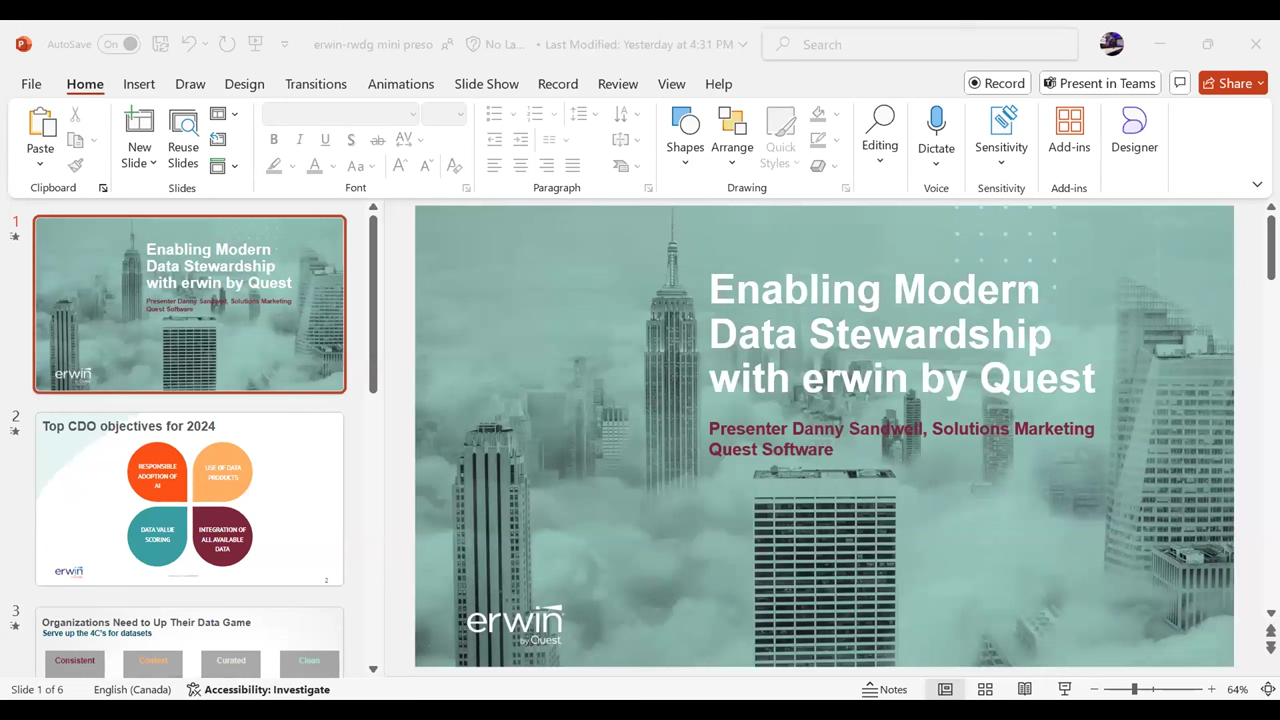 AutoSave
On
erwin-rwdg mini preso
No La...
• Last Modified: Yesterday at 4:31 PM
Search
File
Home
Insert
Draw
Design
Transitions
Animations
Slide Show
Record
Review
View
Help
Record
Present in Teams
Share
Paste
New
Slide
Reuse
Slides
B I U S ab AV
A Aa A A A
Shapes
Arrange
Quick
Styles
Editing
Dictate
Sensitivity
Add-ins
Designer
Clipboard
Slides
Font
Paragraph
Drawing
Voice
Sensitivity
Add-ins
1
Enabling Modern
Data Stewardship
with erwin by Quest
Presenter Danny Sandwell, Solutions Marketing
Quest Software
erwin
by Quest
2
Top CDO objectives for 2024
RESPONSIBLE
ADOPTION OF
AI
USE OF DATA
PRODUCTS
DATA VALUE
SCORING
INTEGRATION OF
ALL AVAILABLE
DATA
erwin
2
3
Organizations Need to Up Their Data Game
Serve up the 4C's for datasets
Consistent
Context
Curated
Clean
Enabling Modern
Data Stewardship
with erwin by Quest
Presenter Danny Sandwell, Solutions Marketing
Quest Software
erwin
by Quest
Slide 1 of 6
English (Canada)
Accessibility: Investigate
Notes
64%